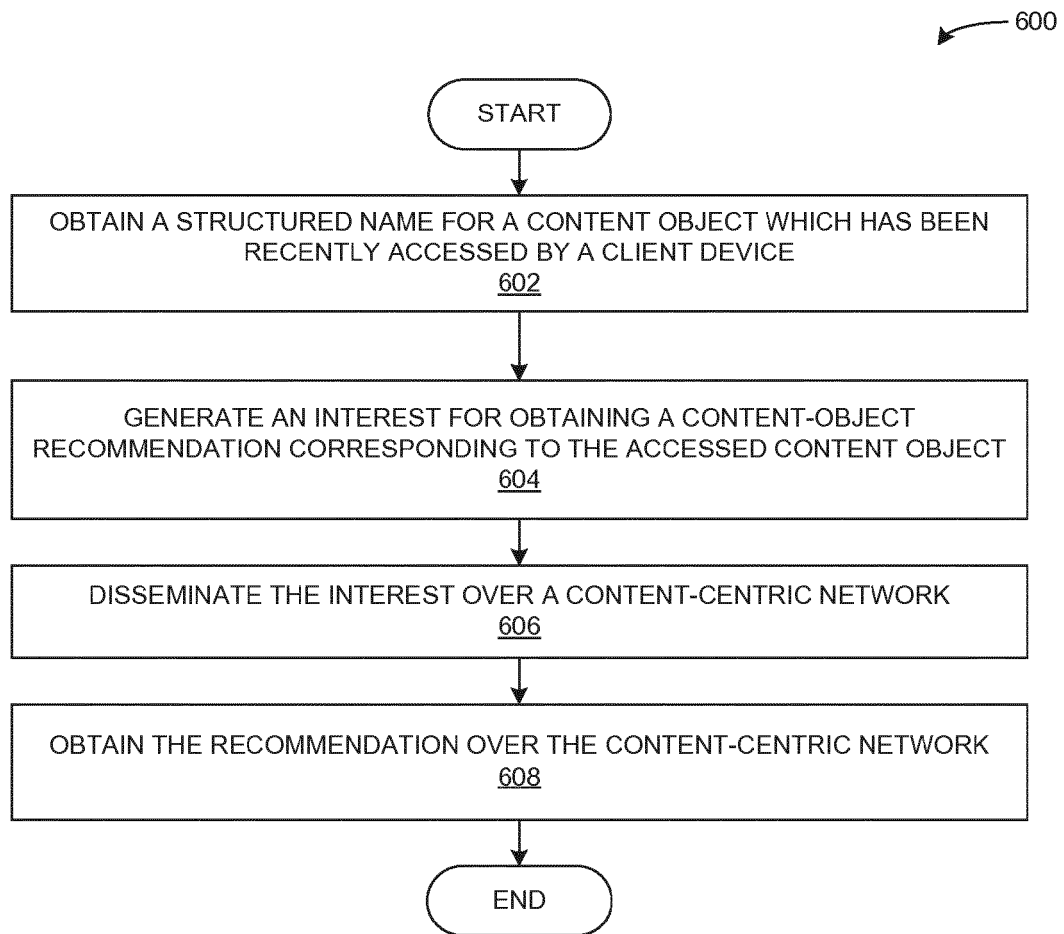 600
START
OBTAIN A STRUCTURED NAME FOR A CONTENT OBJECT WHICH HAS BEEN
RECENTLY ACCESSED BY A CLIENT DEVICE
602
GENERATE AN INTEREST FOR OBTAINING A CONTENT-OBJECT
RECOMMENDATION CORRESPONDING TO THE ACCESSED CONTENT OBJECT
604
DISSEMINATE THE INTEREST OVER A CONTENT-CENTRIC NETWORK
606
OBTAIN THE RECOMMENDATION OVER THE CONTENT-CENTRIC NETWORK
608
END